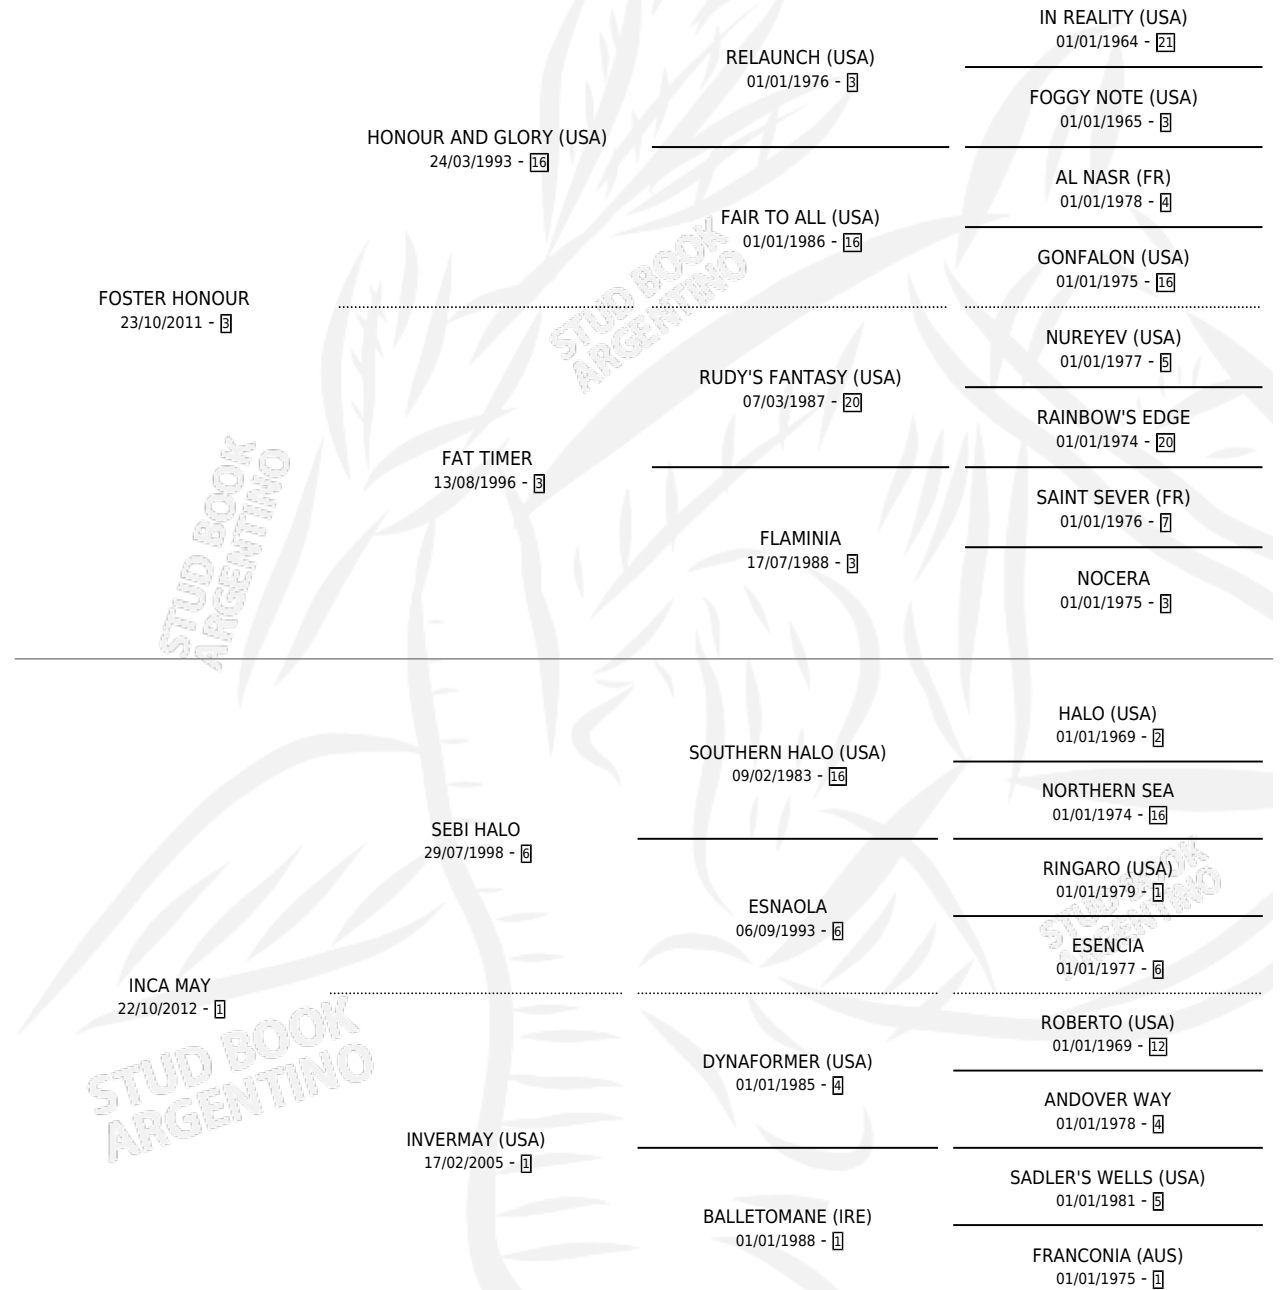 IN REALITY (USA)
01/01/1964 - 21
RELAUNCH (USA)
01/01/1976 - 3
FOGGY NOTE (USA)
01/01/1965 - 3
HONOUR AND GLORY (USA)
24/03/1993 - 16
AL NASR (FR)
01/01/1978 - 4
FAIR TO ALL (USA)
01/01/1986 - 16
GONFALON (USA)
01/01/1975 - 16
FOSTER HONOUR
23/10/2011 - 3
STUD BOOK
ARGENTINO
NUREYEV (USA)
01/01/1977 - 5
RUDY'S FANTASY (USA)
07/03/1987 - 20
RAINBOW'S EDGE
01/01/1974 - 20
FAT TIMER
13/08/1996 - 3
SAINT SEVER (FR)
01/01/1976 - 7
FLAMINIA
17/07/1988 - 3
NOCERA
01/01/1975 - 3
STUD BOOK
ARGENTINO
HALO (USA)
01/01/1969 - 2
SOUTHERN HALO (USA)
09/02/1983 - 16
NORTHERN SEA
01/01/1974 - 16
SEBI HALO
29/07/1998 - 6
RINGARO (USA)
01/01/1979 - 1
ESNAOLA
06/09/1993 - 6
STUD BOOK
ARGENTINO
ESENCIA
01/01/1977 - 6
INCA MAY
22/10/2012 - 1
STUD BOOK
ARGENTINO
ROBERTO (USA)
01/01/1969 - 12
DYNAFORMER (USA)
01/01/1985 - 4
ANDOVER WAY
01/01/1978 - 4
INVERMAY (USA)
17/02/2005 - 1
SADLER'S WELLS (USA)
01/01/1981 - 5
BALLETOMANE (IRE)
01/01/1988 - 1
FRANCONIA (AUS)
01/01/1975 - 1